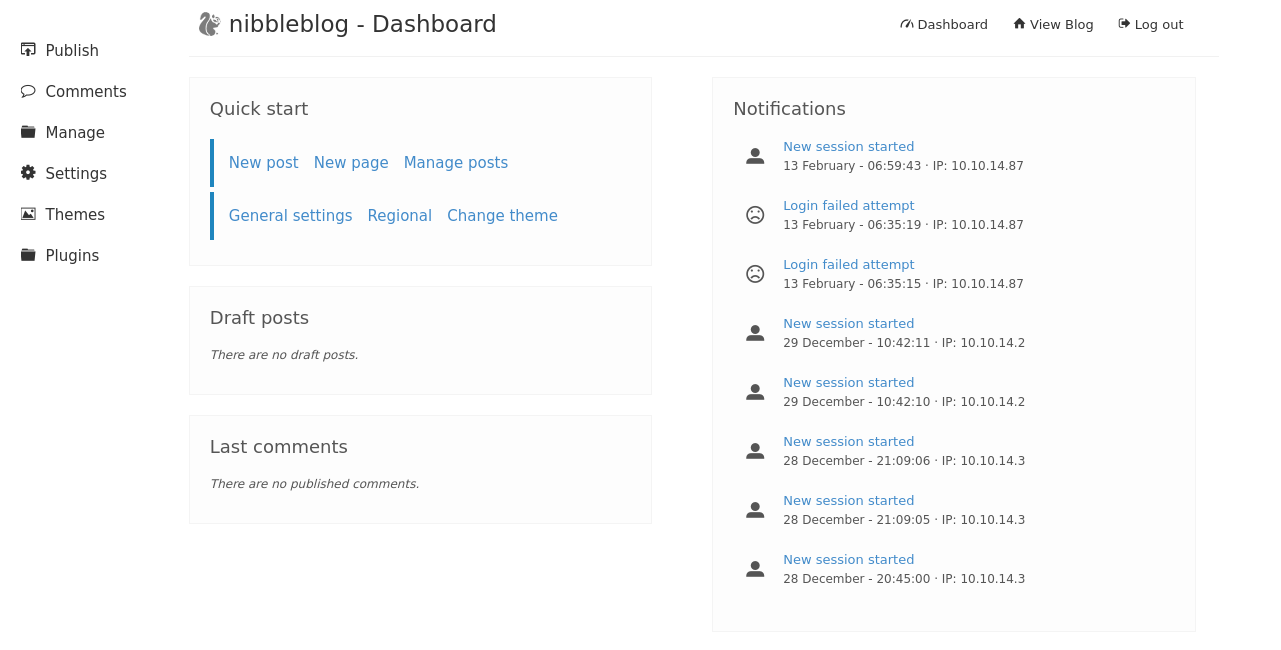 nibbleblog - Dashboard
Dashboard View Blog Log out
Publish
Comments
Manage
Settings
Themes
Plugins
Quick start
New post New page Manage posts
General settings Regional Change theme
Draft posts
There are no draft posts.
Last comments
There are no published comments.
Notifications
New session started
13 February - 06:59:43 · IP: 10.10.14.87
Login failed attempt
13 February - 06:35:19 · IP: 10.10.14.87
Login failed attempt
13 February - 06:35:15 · IP: 10.10.14.87
New session started
29 December - 10:42:11 · IP: 10.10.14.2
New session started
29 December - 10:42:10 · IP: 10.10.14.2
New session started
28 December - 21:09:06 · IP: 10.10.14.3
New session started
28 December - 21:09:05 · IP: 10.10.14.3
New session started
28 December - 20:45:00 · IP: 10.10.14.3